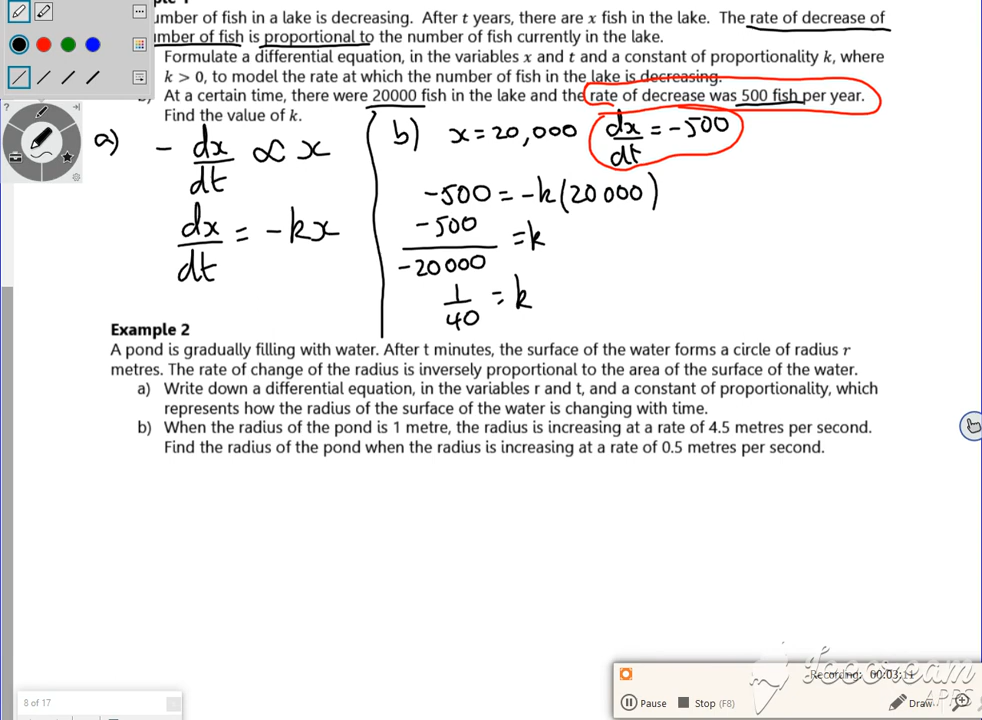 umber of fish in a lake is decreasing. After t years, there are x fish in the lake. The rate of decrease of
umber of fish is proportional to the number of fish currently in the lake.
Formulate a differential equation, in the variables x and t and a constant of proportionality k, where
k > 0, to model the rate at which the number of fish in the lake is decreasing.
At a certain time, there were 20000 fish in the lake and the rate of decrease was 500 fish per year.
Find the value of k.
a) - dx/dt ∝ x
dx/dt = -kx
b) x = 20,000 dx/dt = -500
-500 = -k(20 000)
-500/-20000 = k
1/40 = k
Example 2
A pond is gradually filling with water. After t minutes, the surface of the water forms a circle of radius r
metres. The rate of change of the radius is inversely proportional to the area of the surface of the water.
a) Write down a differential equation, in the variables r and t, and a constant of proportionality, which
represents how the radius of the surface of the water is changing with time.
b) When the radius of the pond is 1 metre, the radius is increasing at a rate of 4.5 metres per second.
Find the radius of the pond when the radius is increasing at a rate of 0.5 metres per second.
8 of 17
Recording: 00:03:11
Pause Stop (F8) Draw..
APPS